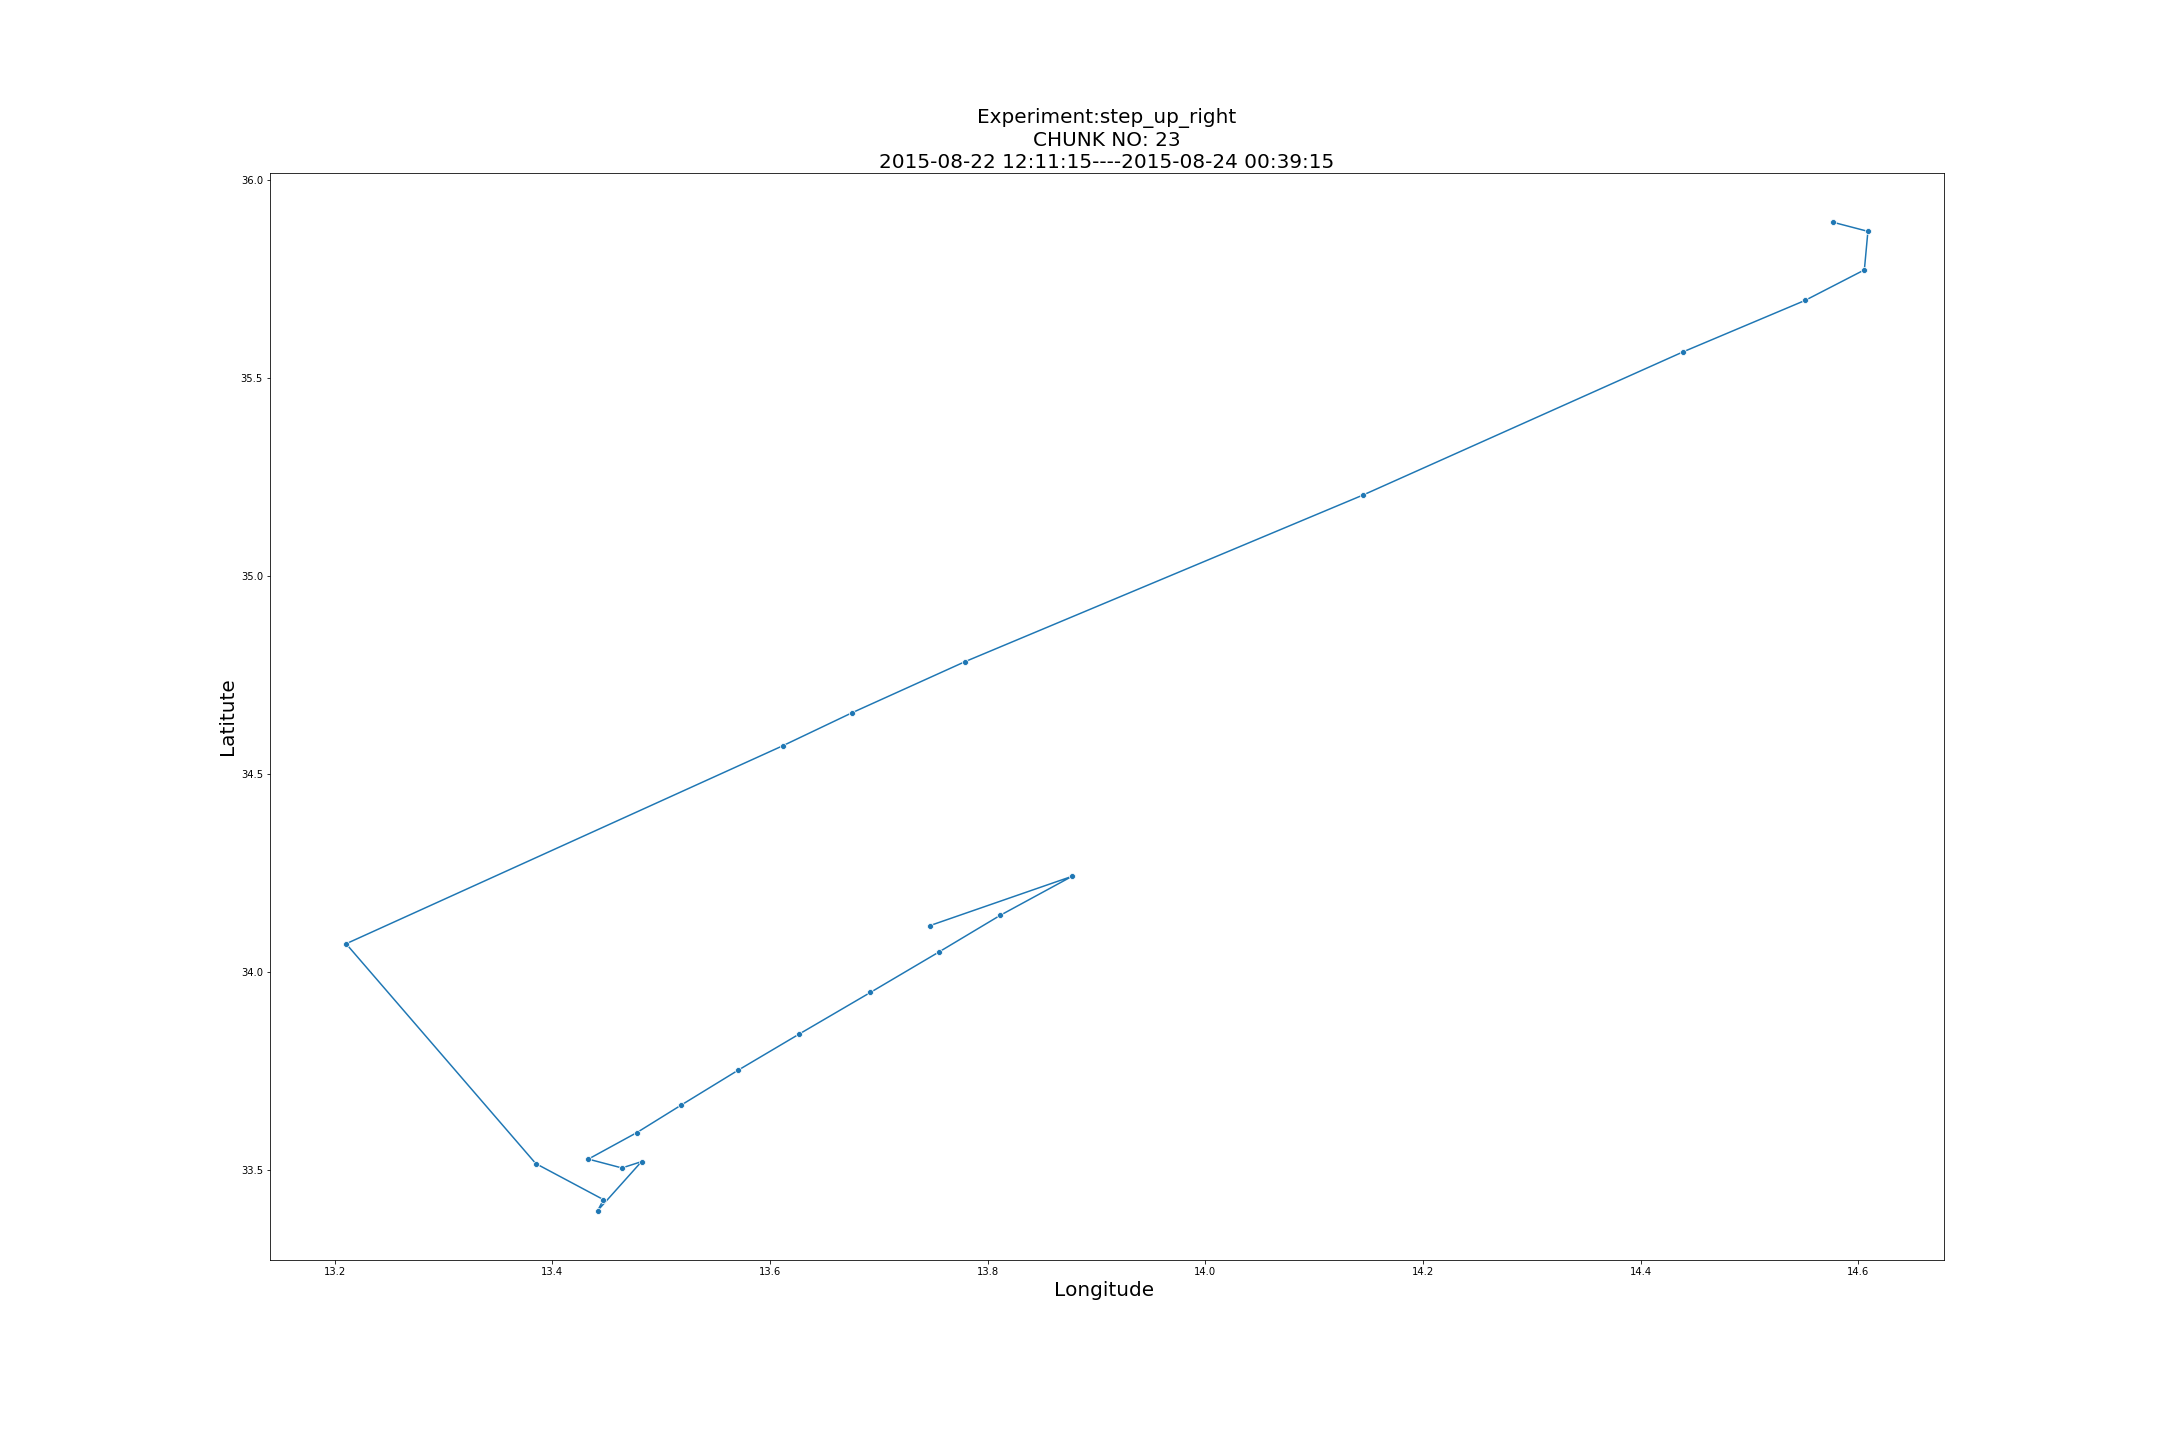 Experiment:step_up_right
CHUNK NO: 23
2015-08-22 12:11:15----2015-08-24 00:39:15
36.0
35.5
35.0
34.5
34.0
33.5
Latitute
13.2 13.4 13.6 13.8 14.0 14.2 14.4 14.6
Longitude